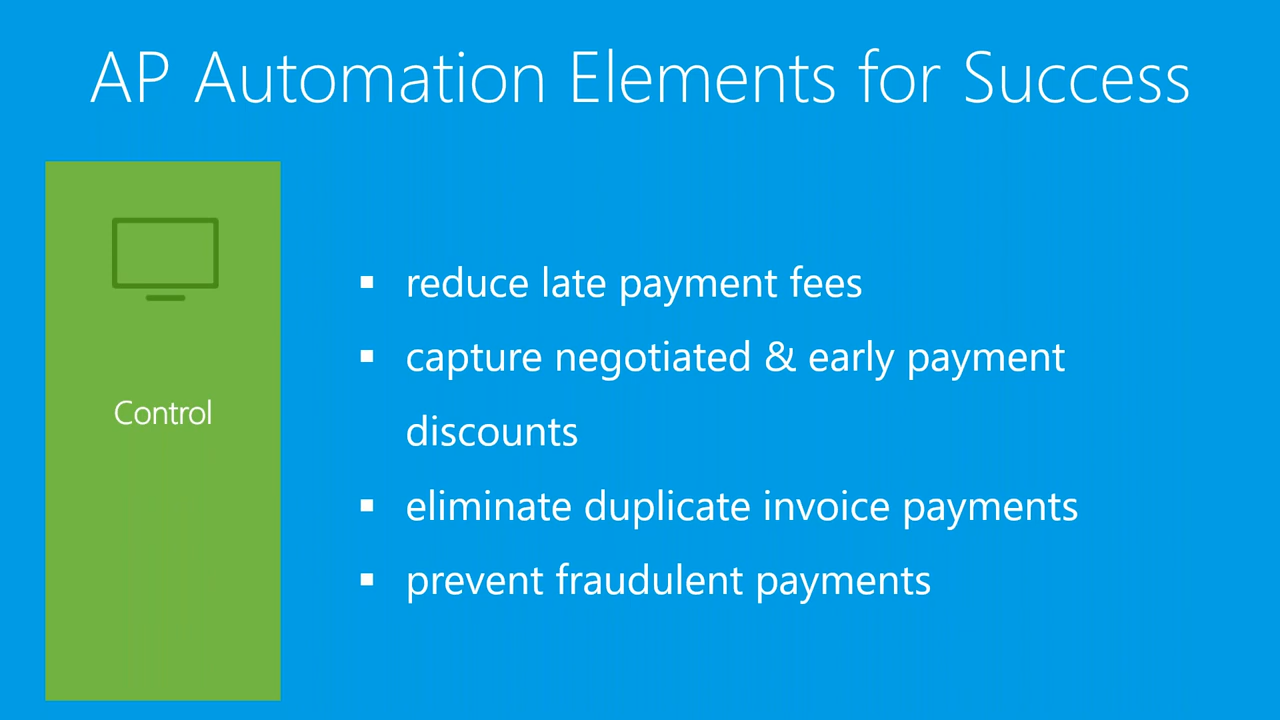 AP Automation Elements for Success
Control
▪ reduce late payment fees
▪ capture negotiated & early payment
discounts
▪ eliminate duplicate invoice payments
▪ prevent fraudulent payments